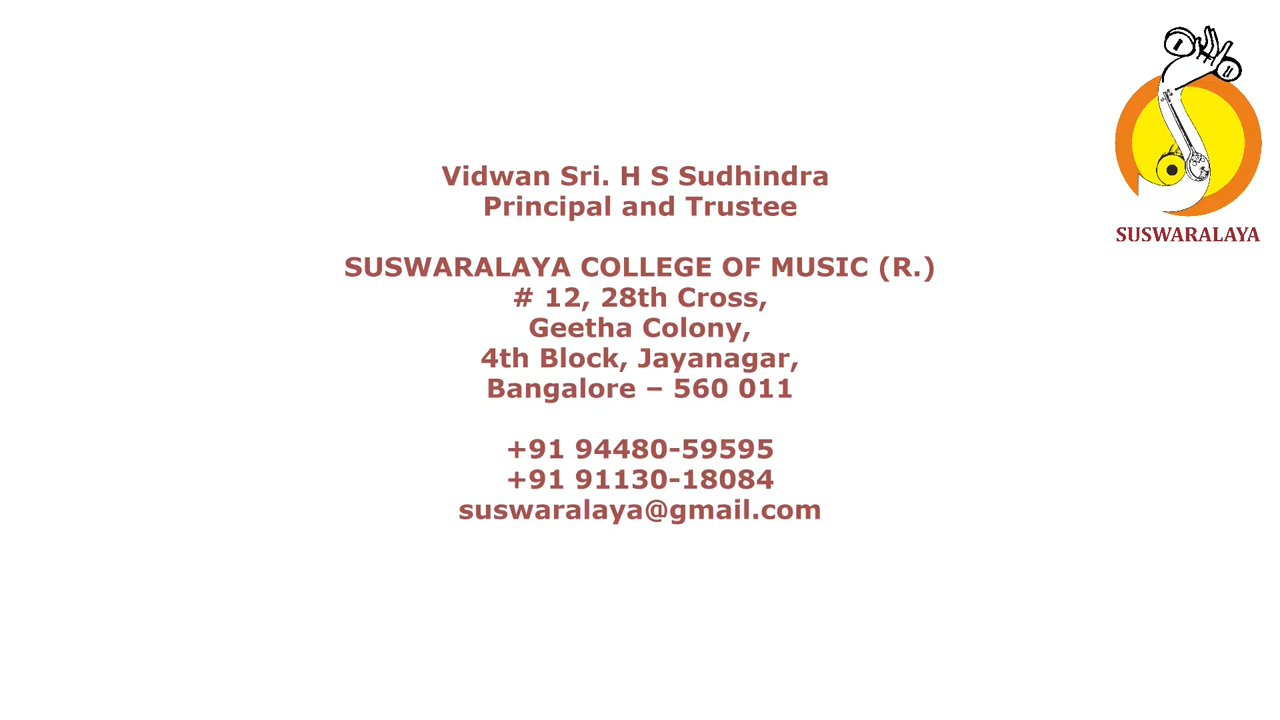 Vidwan Sri. H S Sudhindra
Principal and Trustee
SUSWARALAYA COLLEGE OF MUSIC (R.)
# 12, 28th Cross,
Geetha Colony,
4th Block, Jayanagar,
Bangalore – 560 011
+91 94480-59595
+91 91130-18084
suswaralaya@gmail.com
SUSWARALAYA